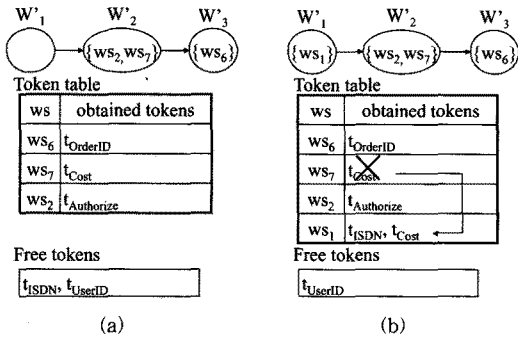 W'1 W'2 W'3
{ws2,ws7} {ws6}
Token table
ws obtained tokens
ws6 tOrderID
ws7 tCost
ws2 tAuthorize
Free tokens
tISDN, tUserID
(a)
W'1 W'2 W'3
{ws1} {ws2,ws7} {ws6}
Token table
ws obtained tokens
ws6 tOrderID
ws7 tCost
ws2 tAuthorize
ws1 tISDN, tCost
Free tokens
tUserID
(b)